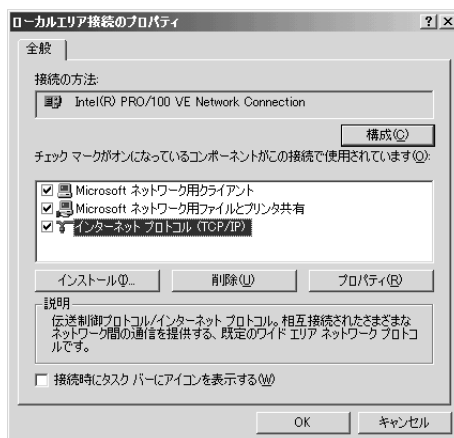 ローカルエリア接続のプロパティ
全般
接続の方法:
Intel(R) PRO/100 VE Network Connection
構成(C)
チェック マークがオンになっているコンポーネントがこの接続で使用されています(O):
Microsoft ネットワーク用クライアント
Microsoft ネットワーク用ファイルとプリンタ共有
インターネット プロトコル (TCP/IP)
インストール(I)...
削除(U)
プロパティ(R)
説明
伝送制御プロトコル/インターネット プロトコル。相互接続されたさまざまな
ネットワーク間の通信を提供する、既定のワイド エリア ネットワーク プロトコ
ルです。
接続時にタスク バーにアイコンを表示する(W)
OK
キャンセル